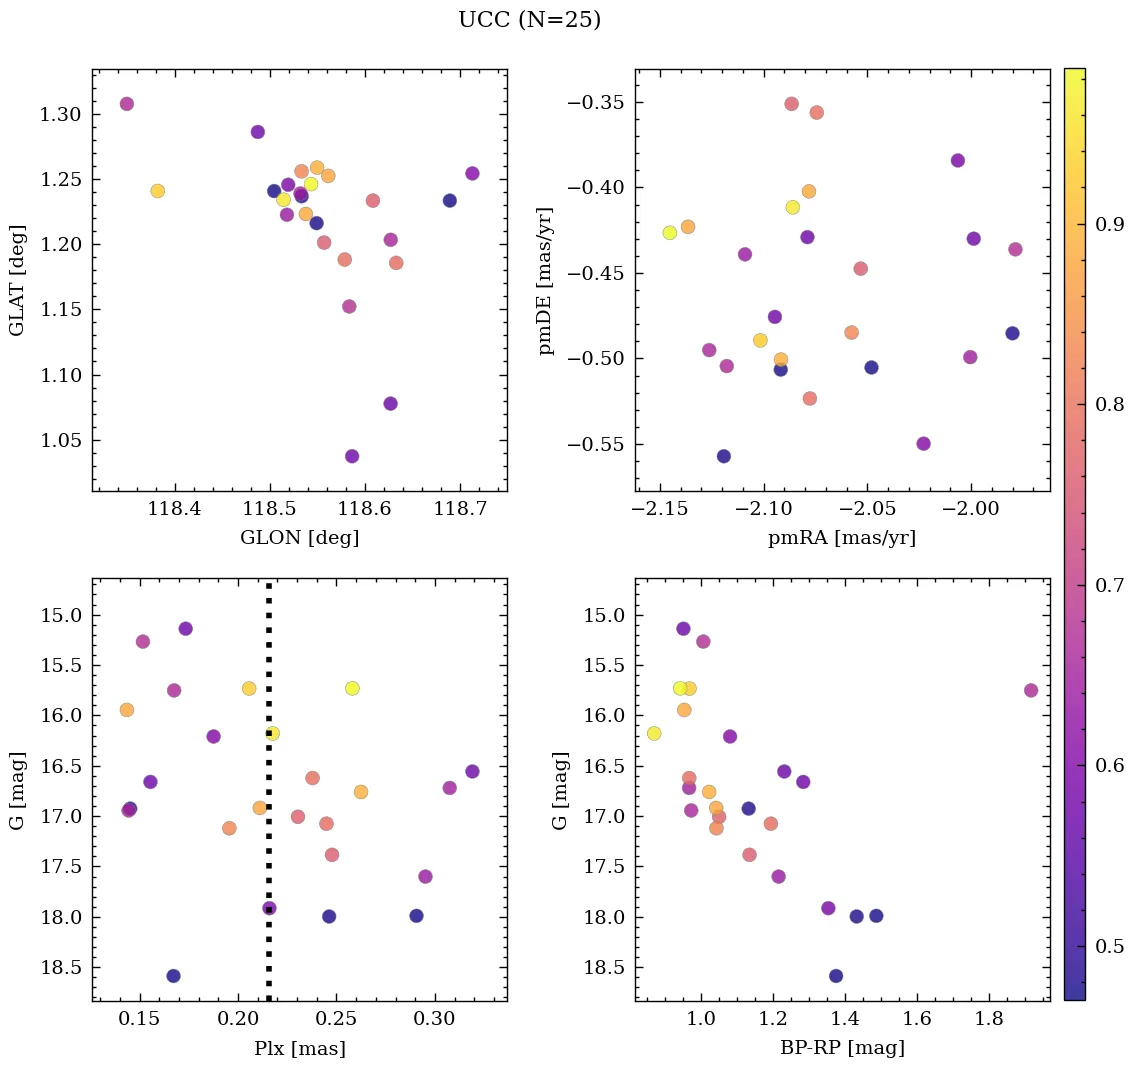 UCC (N=25)
1.30
1.25
1.20
1.15
1.10
1.05
GLAT [deg]
118.4 118.5 118.6 118.7
GLON [deg]
−0.35
−0.40
−0.45
−0.50
−0.55
pmDE [mas/yr]
−2.15 −2.10 −2.05 −2.00
pmRA [mas/yr]
15.0
15.5
16.0
16.5
17.0
17.5
18.0
18.5
G [mag]
0.15 0.20 0.25 0.30
Plx [mas]
15.0
15.5
16.0
16.5
17.0
17.5
18.0
18.5
G [mag]
1.0 1.2 1.4 1.6 1.8
BP-RP [mag]
0.9
0.8
0.7
0.6
0.5